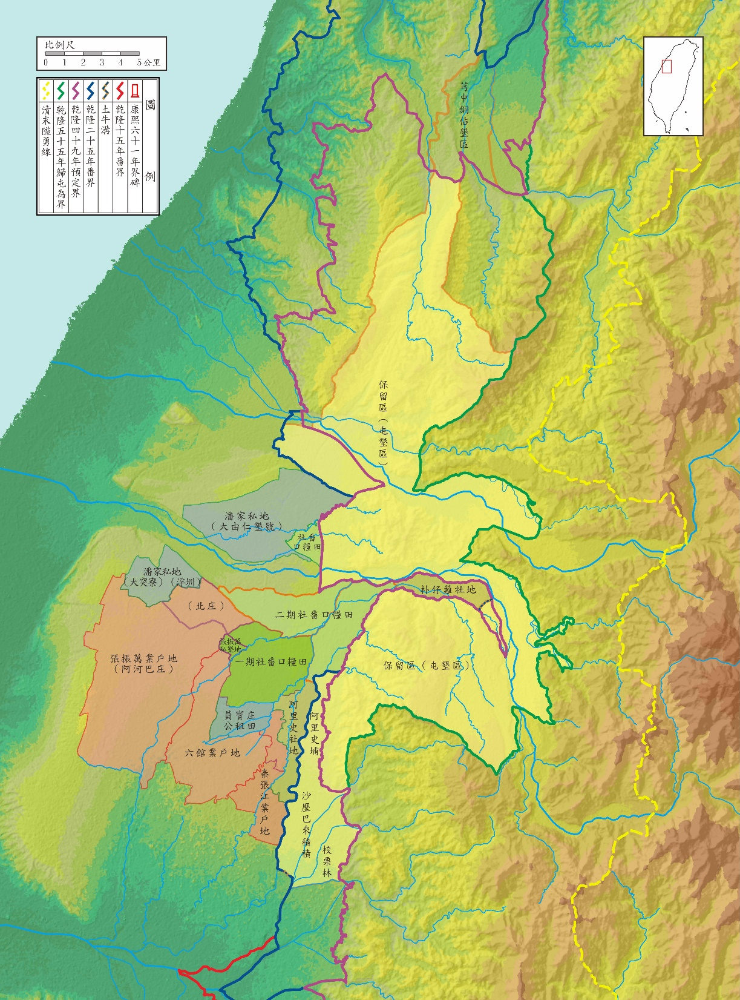 比例尺
0 1 2 3 4 5公里
圖例
康熙六十一年界碑
乾隆十五年番界
土牛溝
乾隆二十五年番界
乾隆四十九年預定界
乾隆五十五年歸屯為界
清末隘勇線
芎中銅佔墾區
保留區（屯墾區）
潘家私地
（大由仁墾號）
社番
口糧田
潘家私地
（大突寮）（浮圳）
（北庄）
朴仔籬社地
二期社番口糧田
張振萬
私墾地
張振萬業戶地
（阿河巴庄）
一期社番口糧田
保留區（屯墾區）
員寶庄
公租田
阿里史社地
阿里史埔
六館業戶地
秦張江業戶地
沙歷巴來積積
校栗林